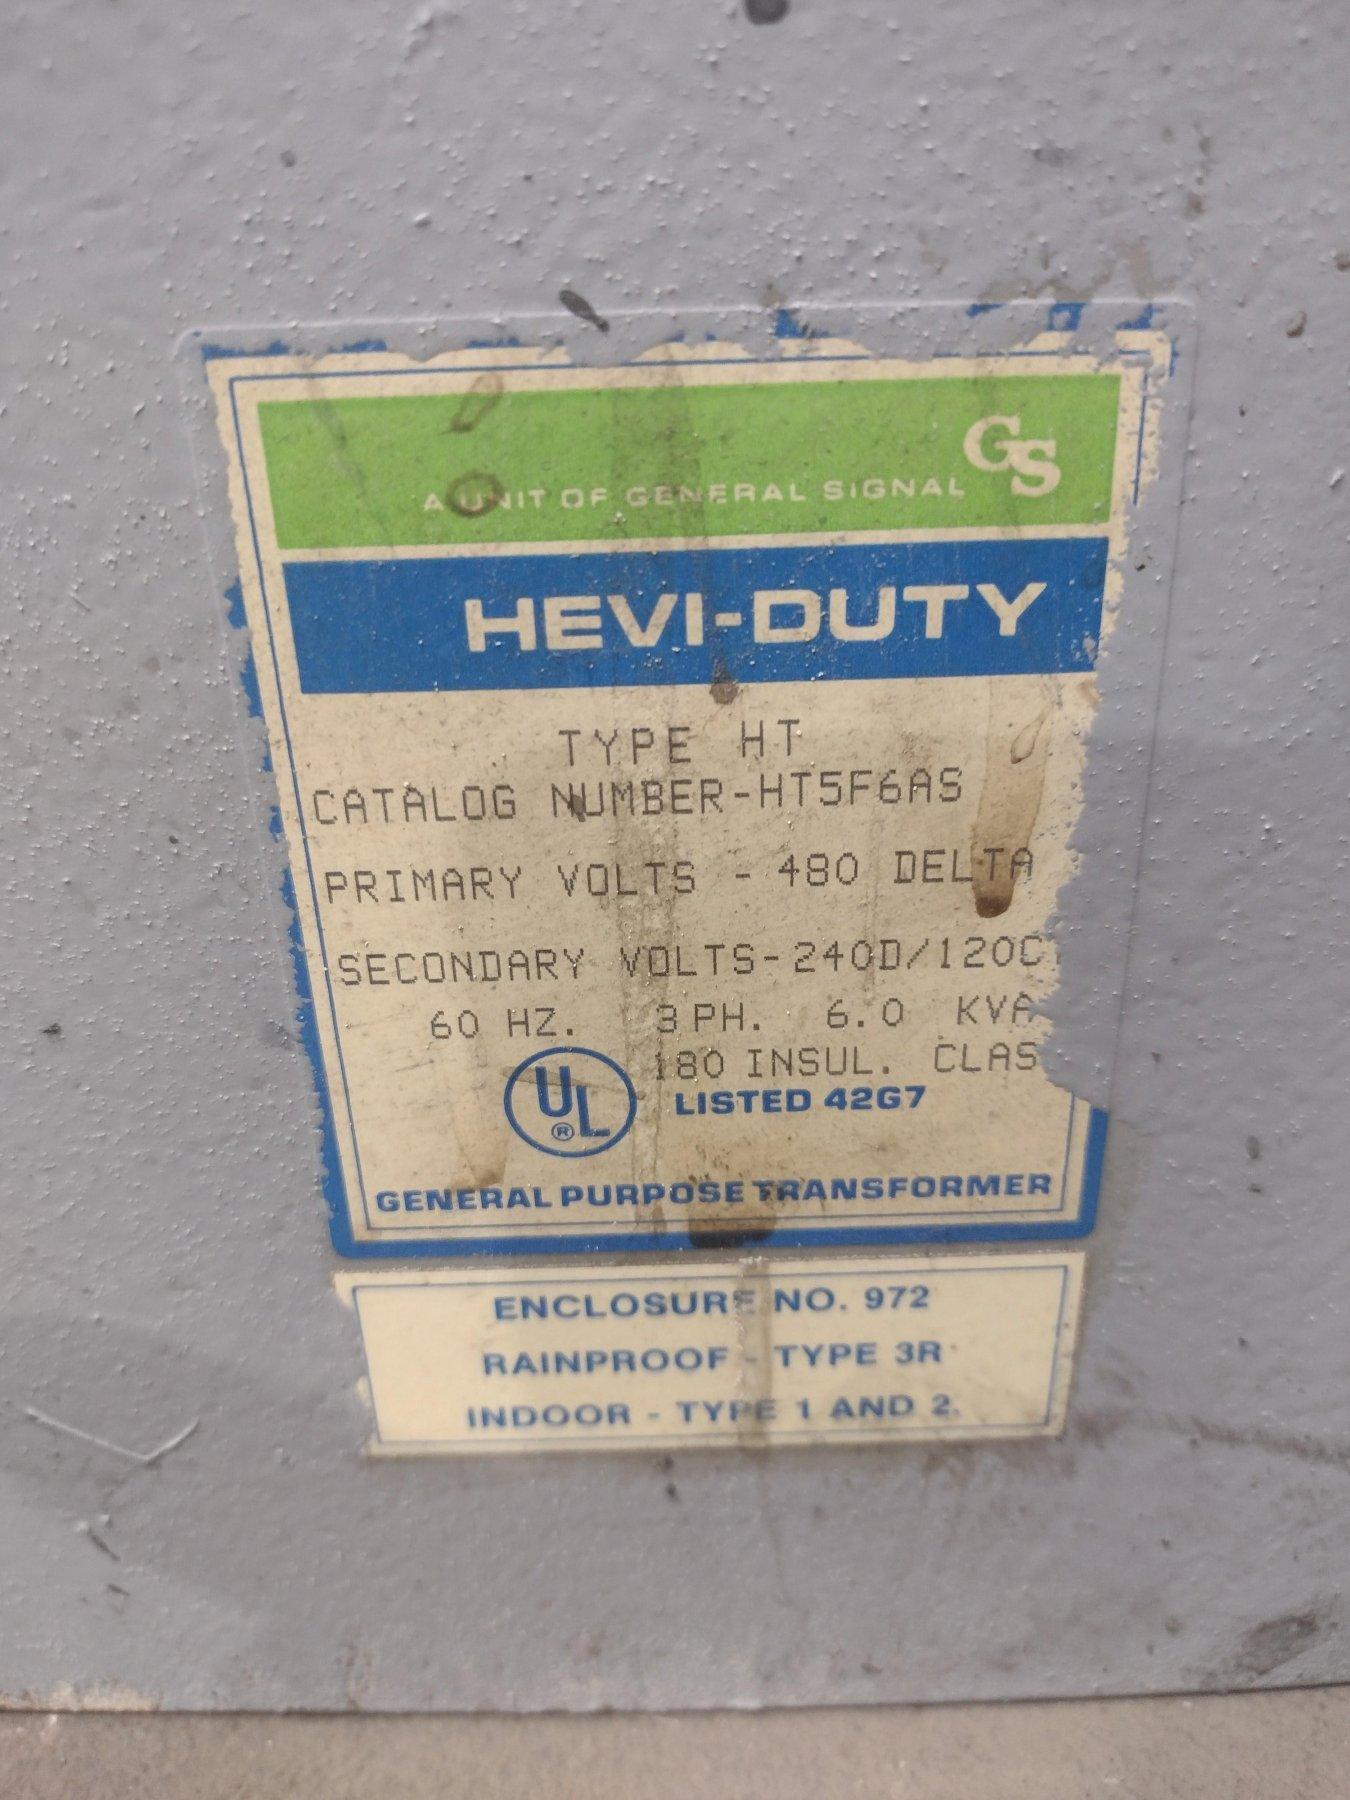 GS
A UNIT OF GENERAL SIGNAL
HEVI-DUTY
TYPE HT
CATALOG NUMBER-HT5F6AS
PRIMARY VOLTS - 480 DELTA
SECONDARY VOLTS-240D/120C
60 HZ. 3PH. 6.0 KVA
180 INSUL. CLAS
UL ®
LISTED 42G7
GENERAL PURPOSE TRANSFORMER
ENCLOSURE NO. 972
RAINPROOF - TYPE 3R
INDOOR - TYPE 1 AND 2.